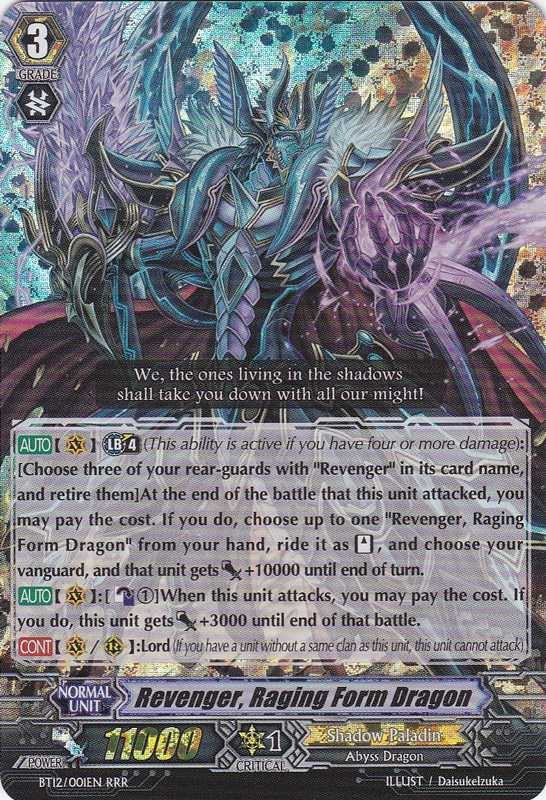 3
GRADE
We, the ones living in the shadows
shall take you down with all our might!
AUTO【 】 LB4 (This ability is active if you have four or more damage):
[Choose three of your rear-guards with "Revenger" in its card name,
and retire them]At the end of the battle that this unit attacked, you
may pay the cost. If you do, choose up to one "Revenger, Raging
Form Dragon" from your hand, ride it as , and choose your
vanguard, and that unit gets +10000 until end of turn.
AUTO【 】:[ ①]When this unit attacks, you may pay the cost. If
you do, this unit gets +3000 until end of that battle.
CONT【 / 】:Lord (If you have a unit without a same clan as this unit, this unit cannot attack)
NORMAL
UNIT
Revenger, Raging Form Dragon
POWER
11000
1
CRITICAL
Shadow Paladin
Abyss Dragon
BT12/001EN RRR
ILLUST / DaisukeIzuka